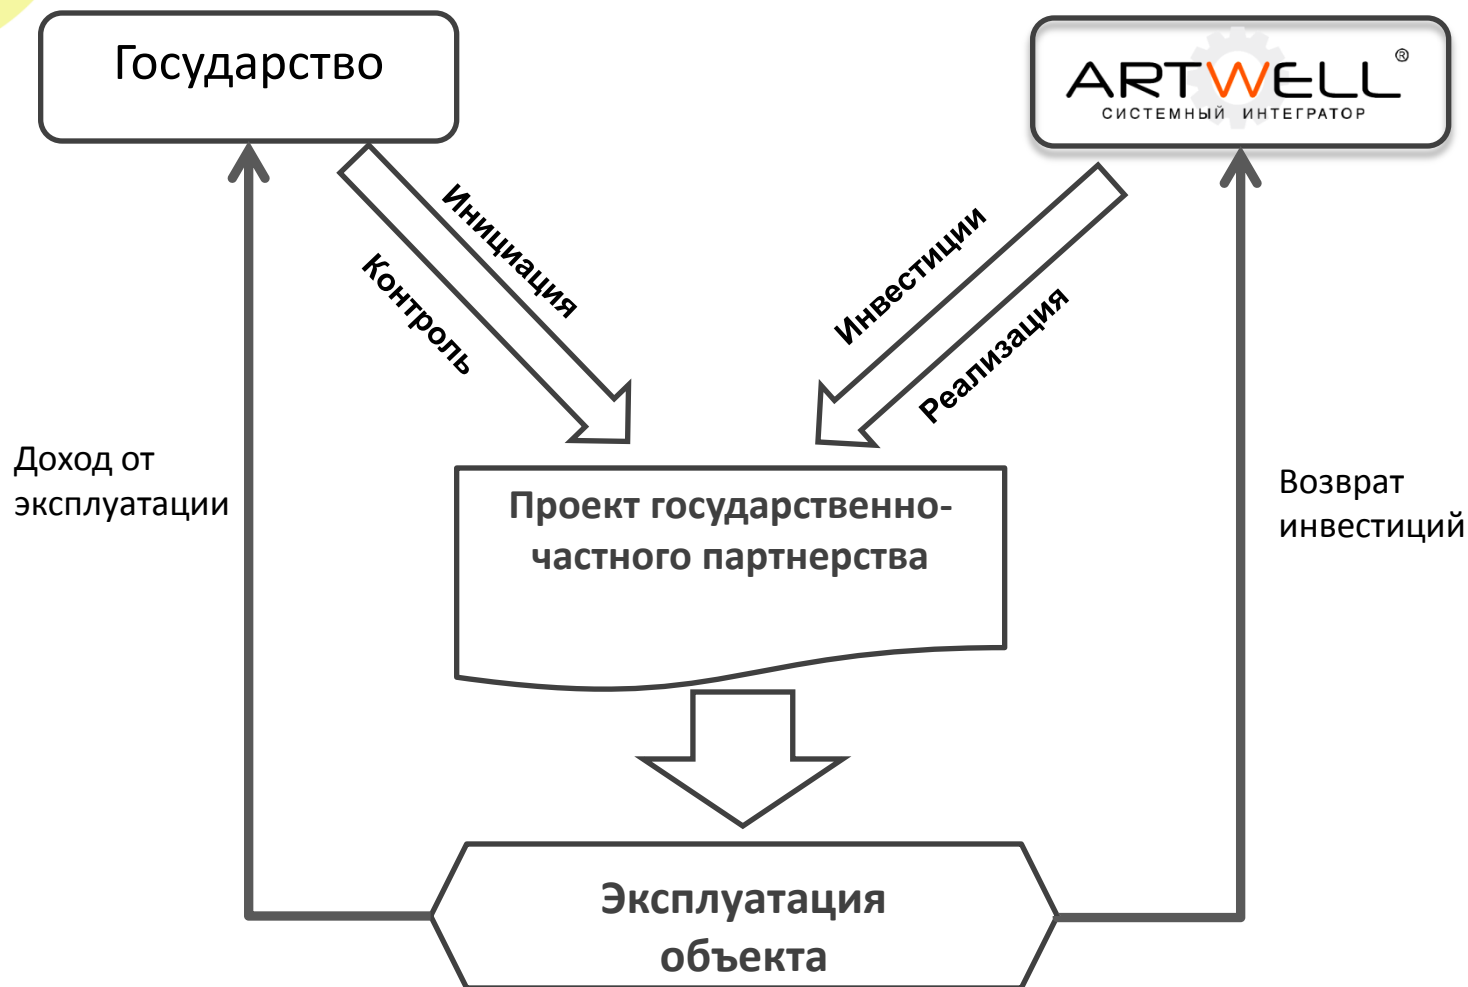 Государство
ARTWELL®
СИСТЕМНЫЙ ИНТЕГРАТОР
Инициация
Контроль
Инвестиции
Реализация
Доход от
эксплуатации
Проект государственно-
частного партнерства
Возврат
инвестиций
Эксплуатация
объекта